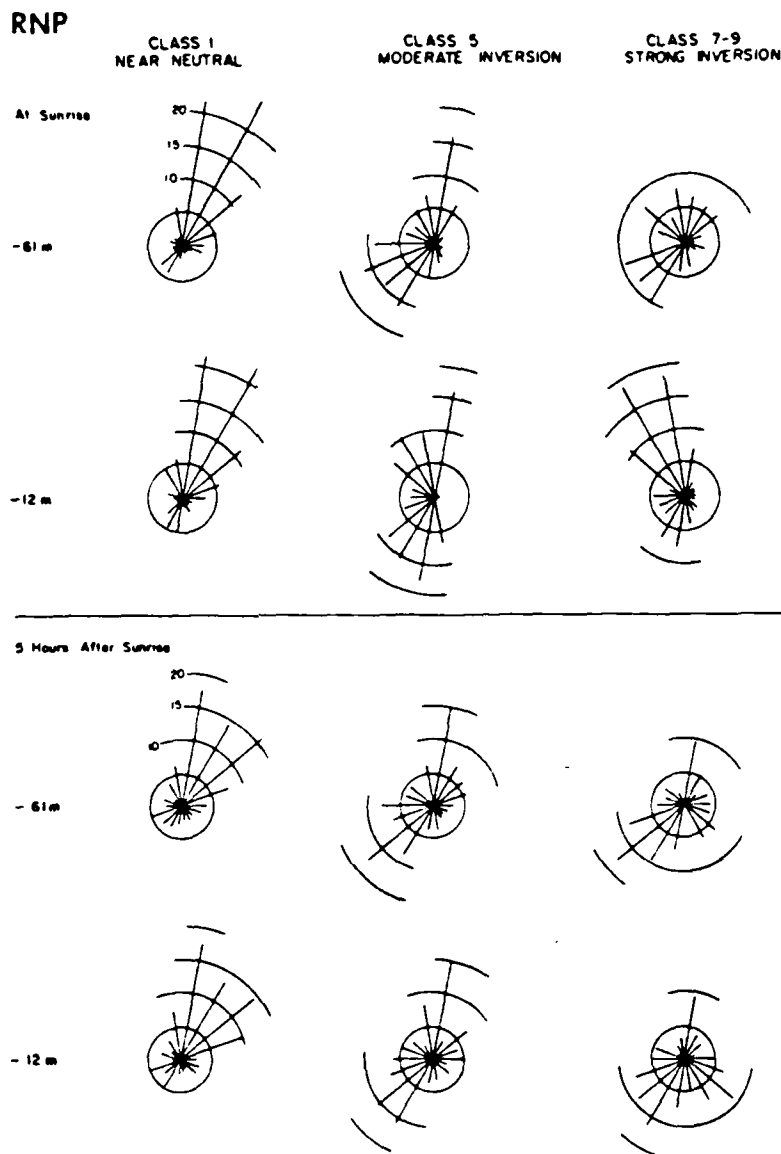 RNP
CLASS 1
NEAR NEUTRAL
CLASS 5
MODERATE INVERSION
CLASS 7-9
STRONG INVERSION
At Sunrise
20
15
10
-61 m
-12 m
5 Hours After Sunrise
20
15
10
- 61 m
- 12 m